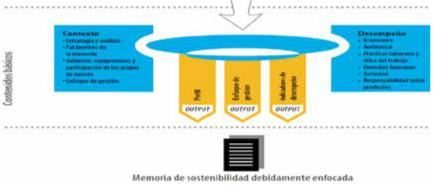 Contenidos básicos
Contexto
• Estrategia y análisis
• Parámetros de
la memoria
• Gobierno, compromisos y
participación de los grupos
de interés
• Enfoque de gestión
Perfil
OUTPUT
Enfoque de
gestión
OUTPUT
Indicadores de
desempeño
OUTPUT
Desempeño
• Económico
• Ambiental
• Prácticas laborales y
ética del trabajo
• Derechos humanos
• Sociedad
• Responsabilidad sobre
productos
Memoria de sostenibilidad debidamente enfocada